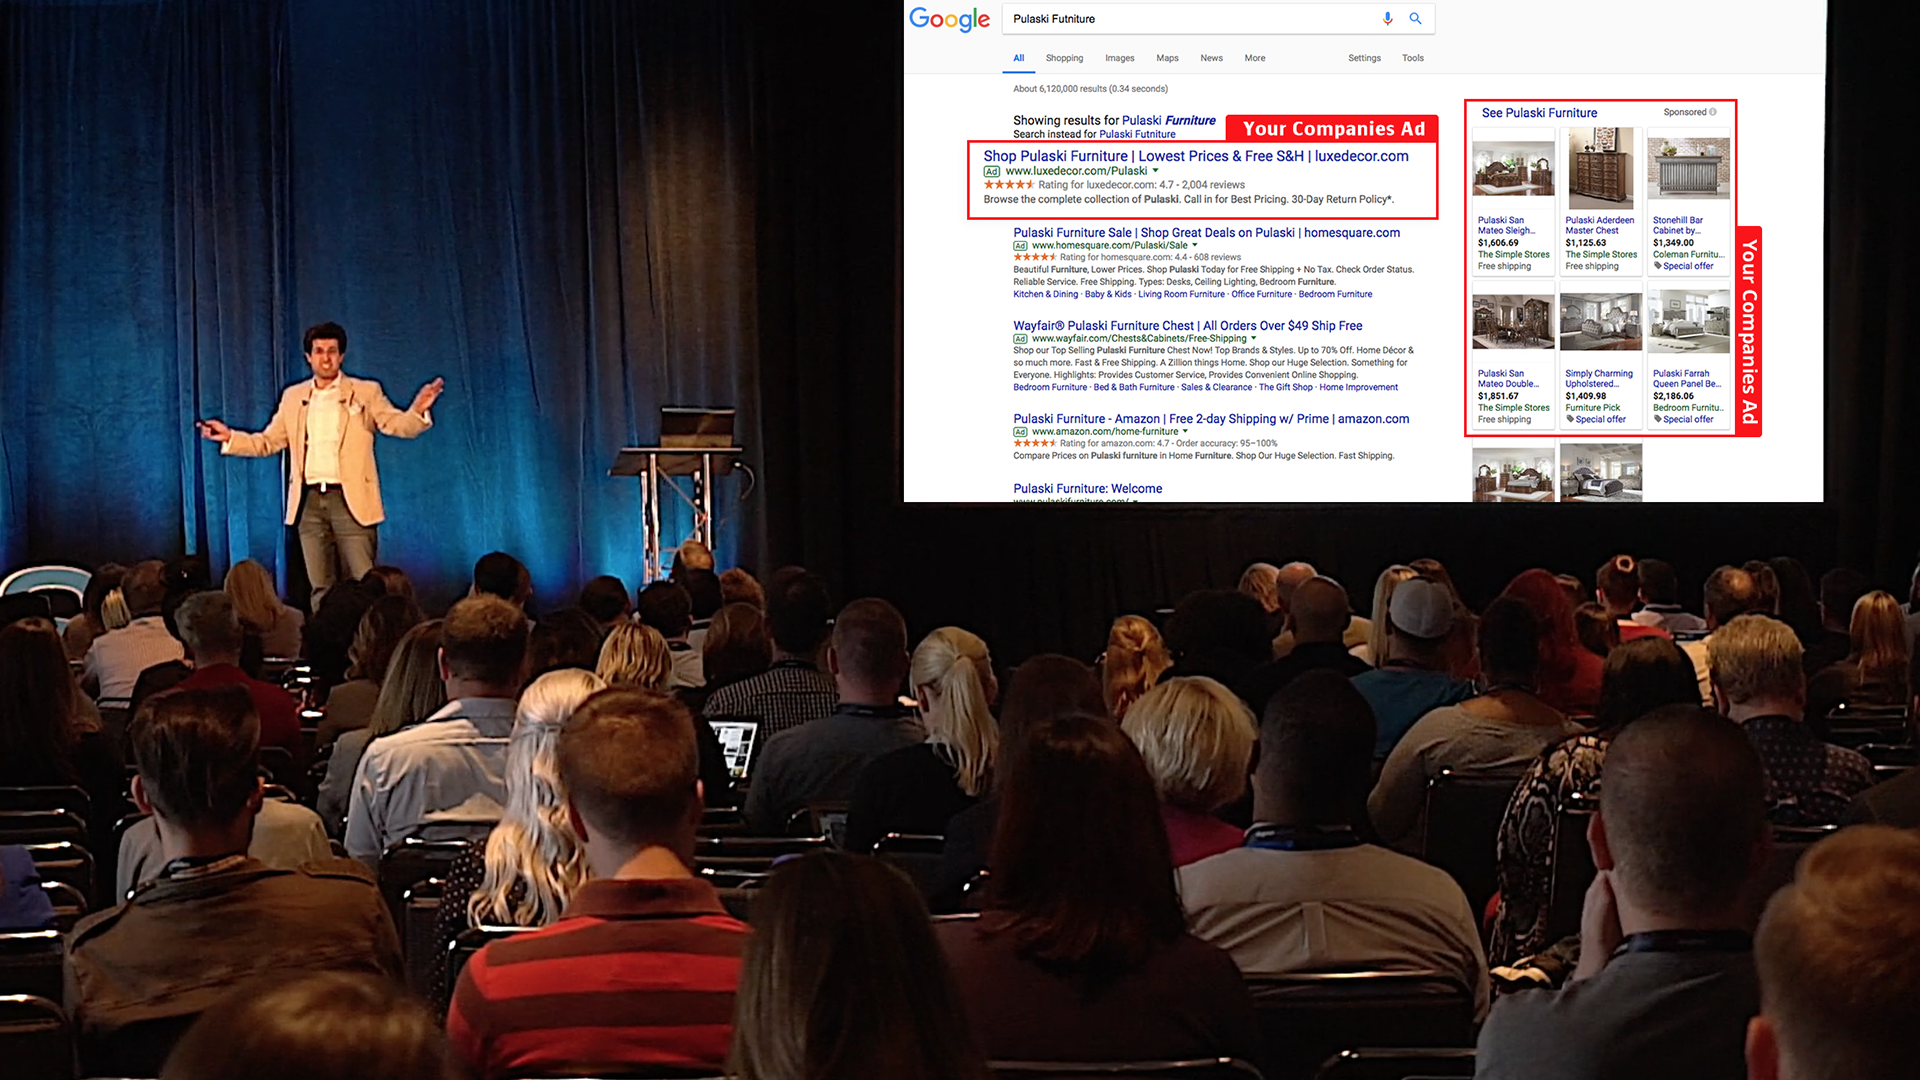 Google
Pulaski Futniture
All Shopping Images Maps News More Settings Tools
About 6,120,000 results (0.34 seconds)
Showing results for Pulaski Furniture
Search instead for Pulaski Futniture
Your Companies Ad
Shop Pulaski Furniture | Lowest Prices & Free S&H | luxedecor.com
Ad www.luxedecor.com/Pulaski
Rating for luxedecor.com: 4.7 - 2,004 reviews
Browse the complete collection of Pulaski. Call in for Best Pricing. 30-Day Return Policy*.
Pulaski Furniture Sale | Shop Great Deals on Pulaski | homesquare.com
Ad www.homesquare.com/Pulaski/Sale
Rating for homesquare.com: 4.4 - 608 reviews
Beautiful Furniture, Lower Prices. Shop Pulaski Today for Free Shipping + No Tax. Check Order Status.
Reliable Service. Free Shipping. Types: Desks, Ceiling Lighting, Bedroom Furniture.
Kitchen & Dining · Baby & Kids · Living Room Furniture · Office Furniture · Bedroom Furniture
Wayfair® Pulaski Furniture Chest | All Orders Over $49 Ship Free
Ad www.wayfair.com/Chests&Cabinets/Free-Shipping
Shop our Top Selling Pulaski Furniture Chest Now! Top Brands & Styles. Up to 70% Off. Home Décor &
so much more. Fast & Free Shipping. A Zillion things Home. Shop our Huge Selection. Something for
Everyone. Highlights: Provides Customer Service, Provides Convenient Online Shopping.
Bedroom Furniture · Bed & Bath Furniture · Sales & Clearance · The Gift Shop · Home Improvement
Pulaski Furniture - Amazon | Free 2-day Shipping w/ Prime | amazon.com
Ad www.amazon.com/home-furniture
Rating for amazon.com: 4.7 - Order accuracy: 95–100%
Compare Prices on Pulaski furniture in Home Furniture. Shop Our Huge Selection. Fast Shipping.
Pulaski Furniture: Welcome
www.pulaskifurniture.com/
See Pulaski Furniture Sponsored
Pulaski San
Mateo Sleigh...
$1,606.69
The Simple Stores
Free shipping
Pulaski Aderdeen
Master Chest
$1,125.63
The Simple Stores
Free shipping
Stonehill Bar
Cabinet by...
$1,349.00
Coleman Furnitu...
Special offer
Pulaski San
Mateo Double...
$1,851.67
The Simple Stores
Free shipping
Simply Charming
Upholstered...
$1,409.98
Furniture Pick
Special offer
Pulaski Farrah
Queen Panel Be...
$2,186.06
Bedroom Furnitu..
Special offer
Your Companies Ad